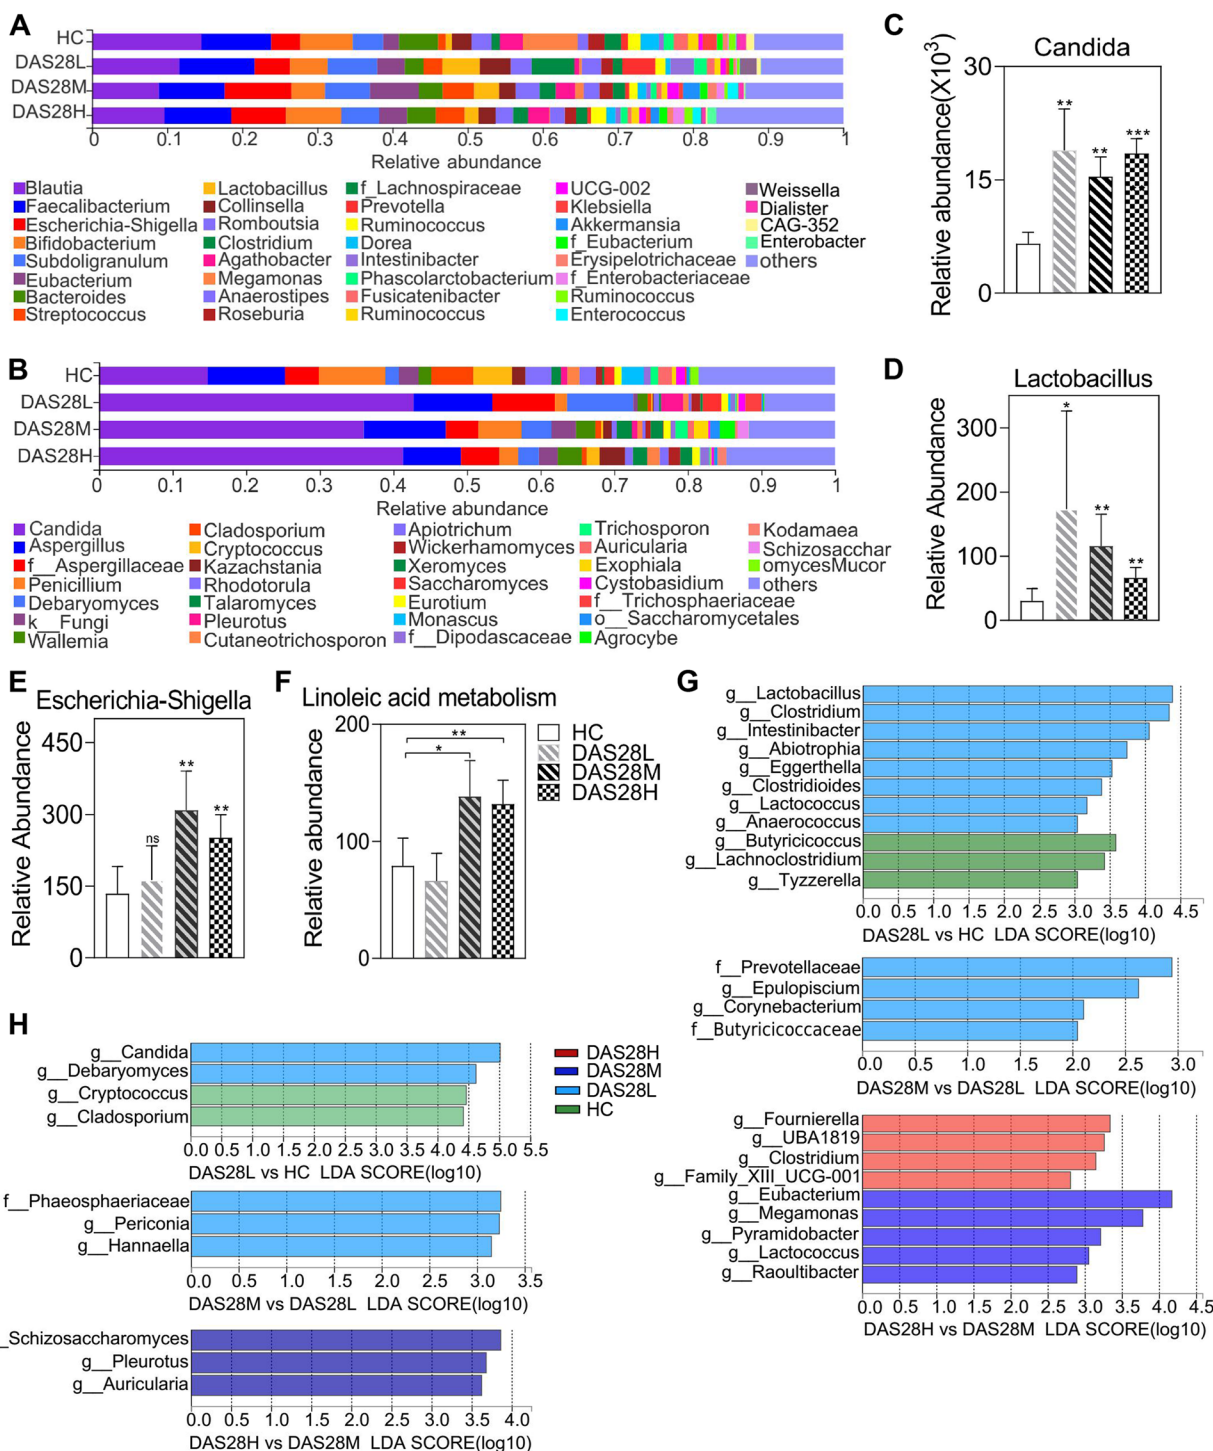 A
HC
DAS28L
DAS28M
DAS28H
0 0.1 0.2 0.3 0.4 0.5 0.6 0.7 0.8 0.9 1
Relative abundance
Blautia
Faecalibacterium
Escherichia-Shigella
Bifidobacterium
Subdoligranulum
Eubacterium
Bacteroides
Streptococcus
Lactobacillus
Collinsella
Romboutsia
Clostridium
Agathobacter
Megamonas
Anaerostipes
Roseburia
f_Lachnospiraceae
Prevotella
Ruminococcus
Dorea
Intestinibacter
Phascolarctobacterium
Fusicatenibacter
Ruminococcus
UCG-002
Klebsiella
Akkermansia
f_Eubacterium
Erysipelotrichaceae
f_Enterobacteriaceae
Ruminococcus
Enterococcus
Weissella
Dialister
CAG-352
Enterobacter
others
B
HC
DAS28L
DAS28M
DAS28H
0 0.1 0.2 0.3 0.4 0.5 0.6 0.7 0.8 0.9 1
Relative abundance
Candida
Aspergillus
f__Aspergillaceae
Penicillium
Debaryomyces
k__Fungi
Wallemia
Cladosporium
Cryptococcus
Kazachstania
Rhodotorula
Talaromyces
Pleurotus
Cutaneotrichosporon
Apiotrichum
Wickerhamomyces
Xeromyces
Saccharomyces
Eurotium
Monascus
f__Dipodascaceae
Trichosporon
Auricularia
Exophiala
Cystobasidium
f__Trichosphaeriaceae
o__Saccharomycetales
Agrocybe
Kodamaea
Schizosacchar
omycesMucor
others
C
Candida
Relative abundance(X10³)
30
15
0
**
**
***
D
Lactobacillus
Relative Abundance
300
200
100
0
*
**
**
E
Escherichia-Shigella
Relative Abundance
450
300
150
0
ns
**
**
F
Linoleic acid metabolism
Relative abundance
200
100
0
**
*
HC
DAS28L
DAS28M
DAS28H
G
g__Lactobacillus
g__Clostridium
g__Intestinibacter
g__Abiotrophia
g__Eggerthella
g__Clostridioides
g__Lactococcus
g__Anaerococcus
g__Butyricicoccus
g__Lachnoclostridium
g__Tyzzerella
0.0 0.5 1.0 1.5 2.0 2.5 3.0 3.5 4.0 4.5
DAS28L vs HC LDA SCORE(log10)
f__Prevotellaceae
g__Epulopiscium
g__Corynebacterium
f__Butyricicoccaceae
0.0 0.5 1.0 1.5 2.0 2.5 3.0
DAS28M vs DAS28L LDA SCORE(log10)
g__Fournierella
g__UBA1819
g__Clostridium
g__Family_XIII_UCG-001
g__Eubacterium
g__Megamonas
g__Pyramidobacter
g__Lactococcus
g__Raoultibacter
0.0 0.5 1.0 1.5 2.0 2.5 3.0 3.5 4.0 4.5
DAS28H vs DAS28M LDA SCORE(log10)
H
g__Candida
g__Debaryomyces
g__Cryptococcus
g__Cladosporium
0.0 0.5 1.0 1.5 2.0 2.5 3.0 3.5 4.0 4.5 5.0 5.5
DAS28L vs HC LDA SCORE(log10)
DAS28H
DAS28M
DAS28L
HC
f__Phaeosphaeriaceae
g__Periconia
g__Hannaella
0.0 0.5 1.0 1.5 2.0 2.5 3.0 3.5
DAS28M vs DAS28L LDA SCORE(log10)
_Schizosaccharomyces
g__Pleurotus
g__Auricularia
0.0 0.5 1.0 1.5 2.0 2.5 3.0 3.5 4.0
DAS28H vs DAS28M LDA SCORE(log10)